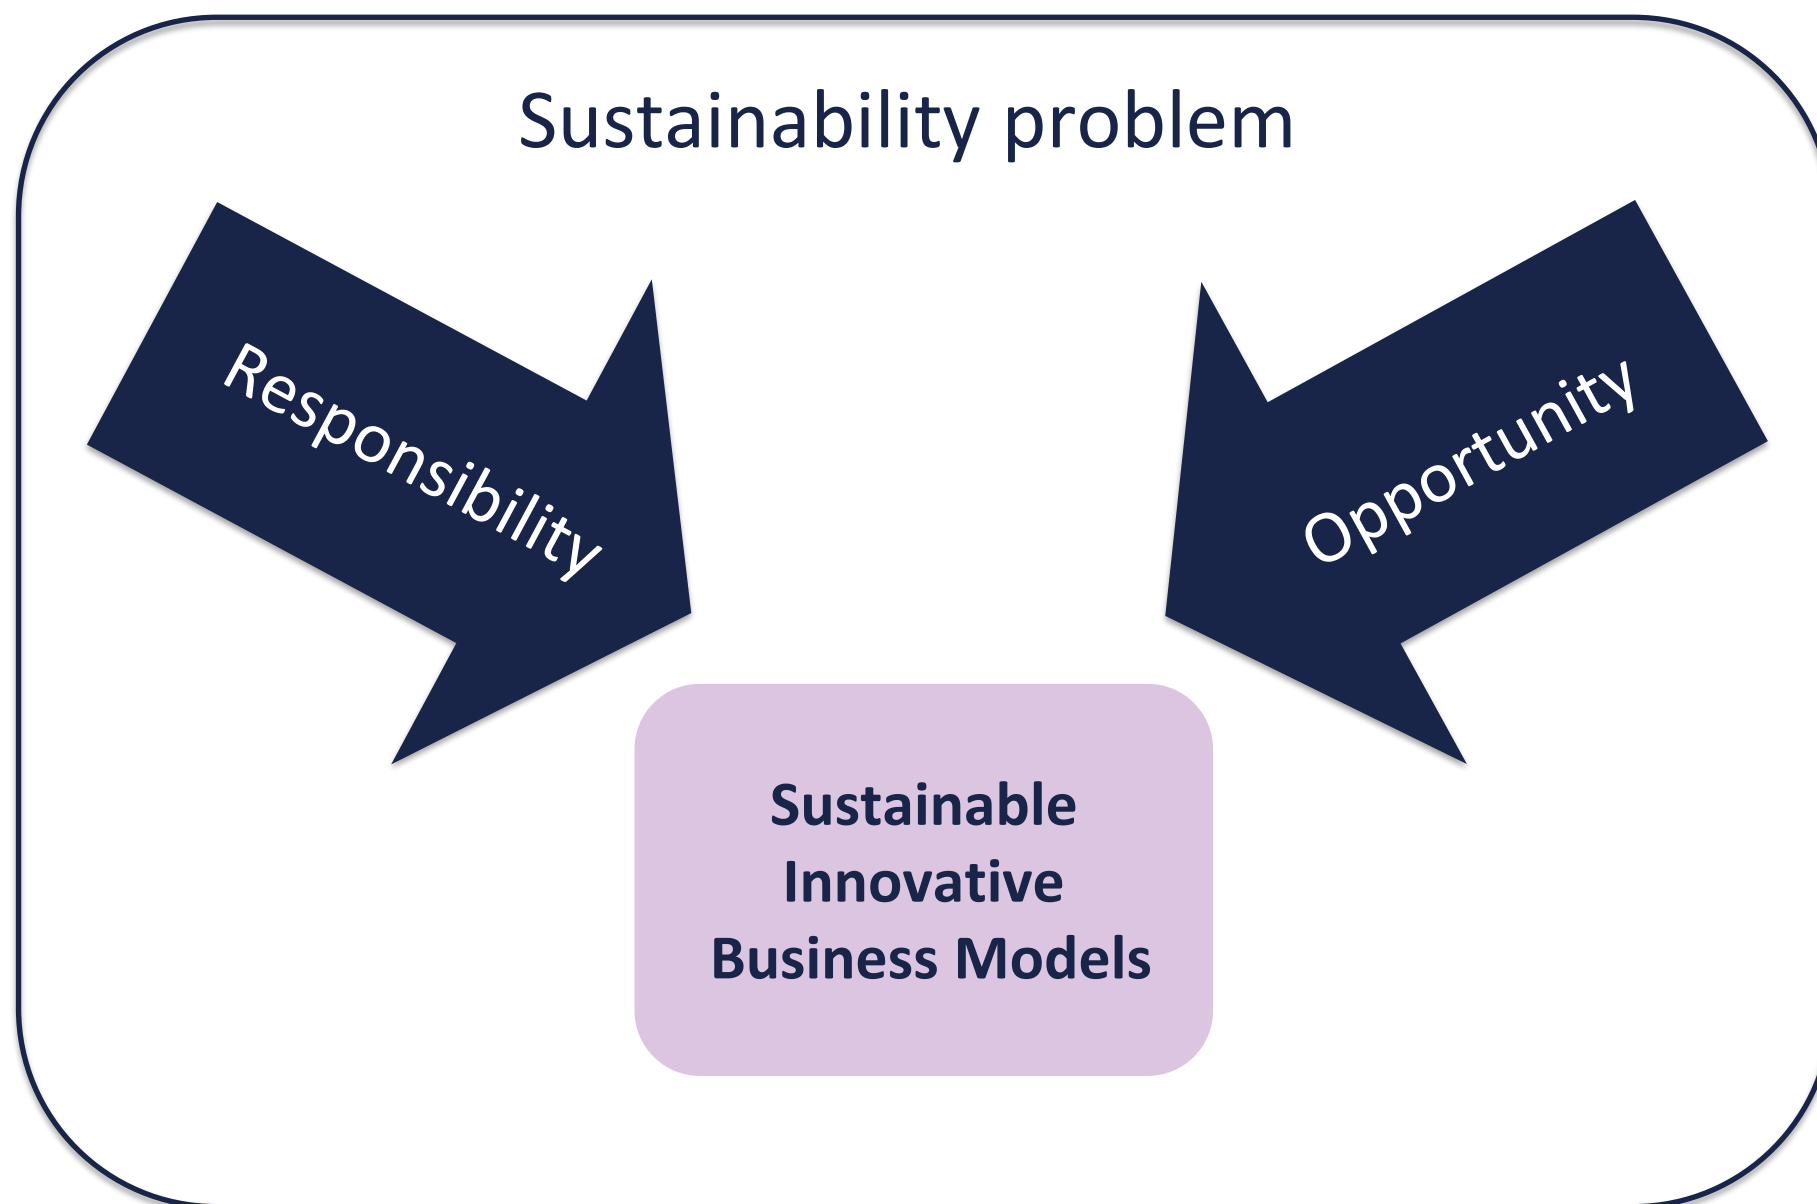 Sustainability problem
Responsibility
Opportunity
Sustainable
Innovative
Business Models